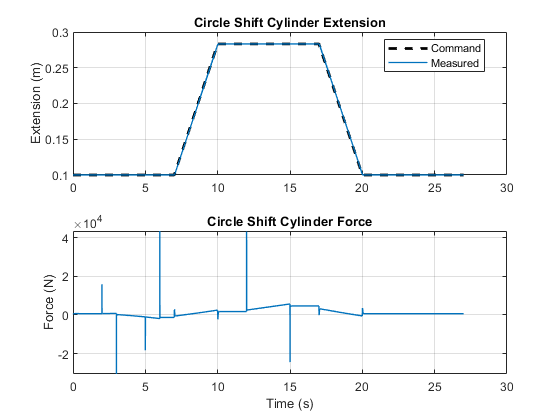 Circle Shift Cylinder Extension
0.3
0.25
0.2
0.15
0.1
Extension (m)
Command
Measured
0 5 10 15 20 25 30
Circle Shift Cylinder Force
×10^4
4
2
0
-2
Force (N)
0 5 10 15 20 25 30
Time (s)